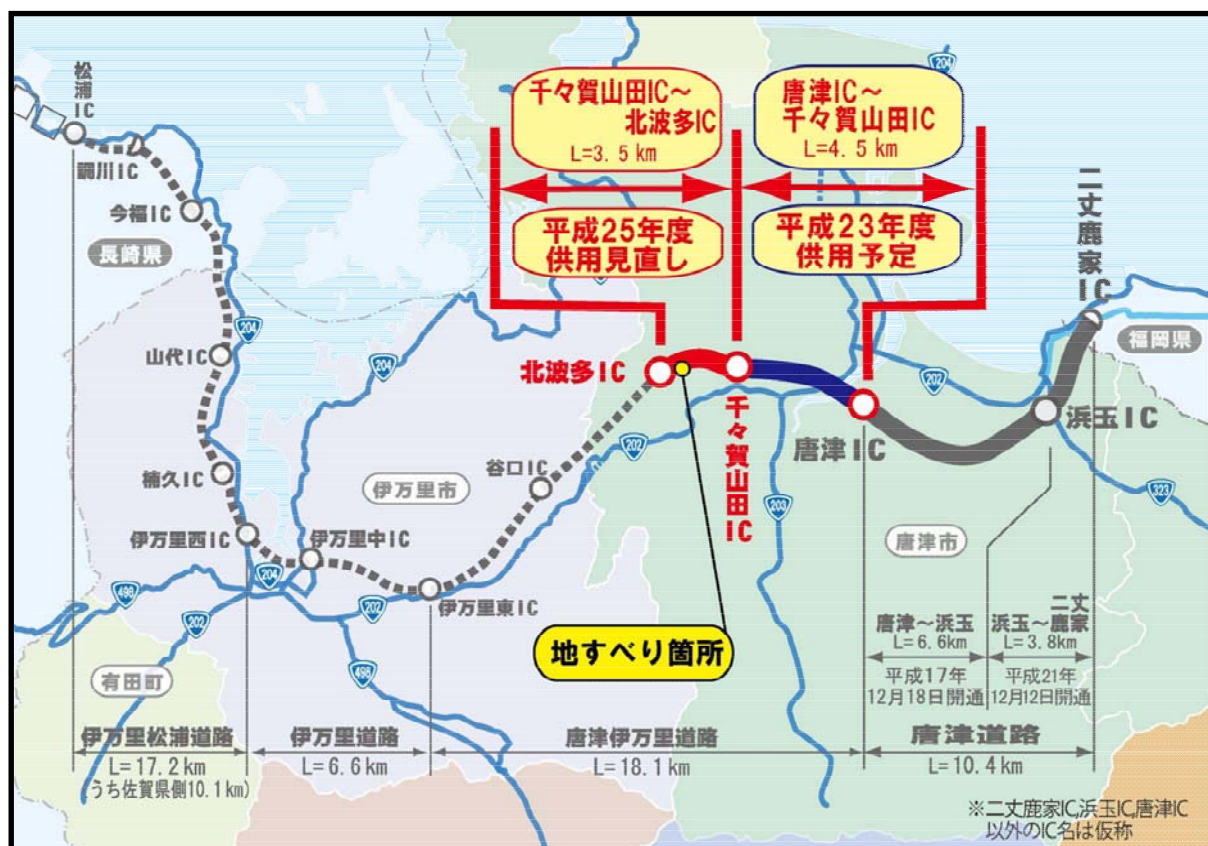 千々賀山田IC～
北波多IC
L=3.5km
唐津IC～
千々賀山田IC
L=4.5km
平成25年度
供用見直し
平成23年度
供用予定
松浦IC
調川IC
今福IC
長崎県
山代IC
楠久IC
伊万里西IC
伊万里中IC
伊万里東IC
伊万里市
谷口IC
北波多IC
千々賀山田IC
唐津IC
浜玉IC
二丈鹿家IC
福岡県
唐津市
有田町
204
204
204
204
202
202
202
202
203
323
498
498
地すべり箇所
唐津～浜玉
L=6.6km
平成17年
12月18日開通
二丈
浜玉～鹿家
L=3.8km
平成21年
12月12日開通
伊万里松浦道路
L=17.2km
(うち佐賀県側10.1km)
伊万里道路
L=6.6km
唐津伊万里道路
L=18.1km
唐津道路
L=10.4km
※二丈鹿家IC,浜玉IC,唐津IC
以外のIC名は仮称